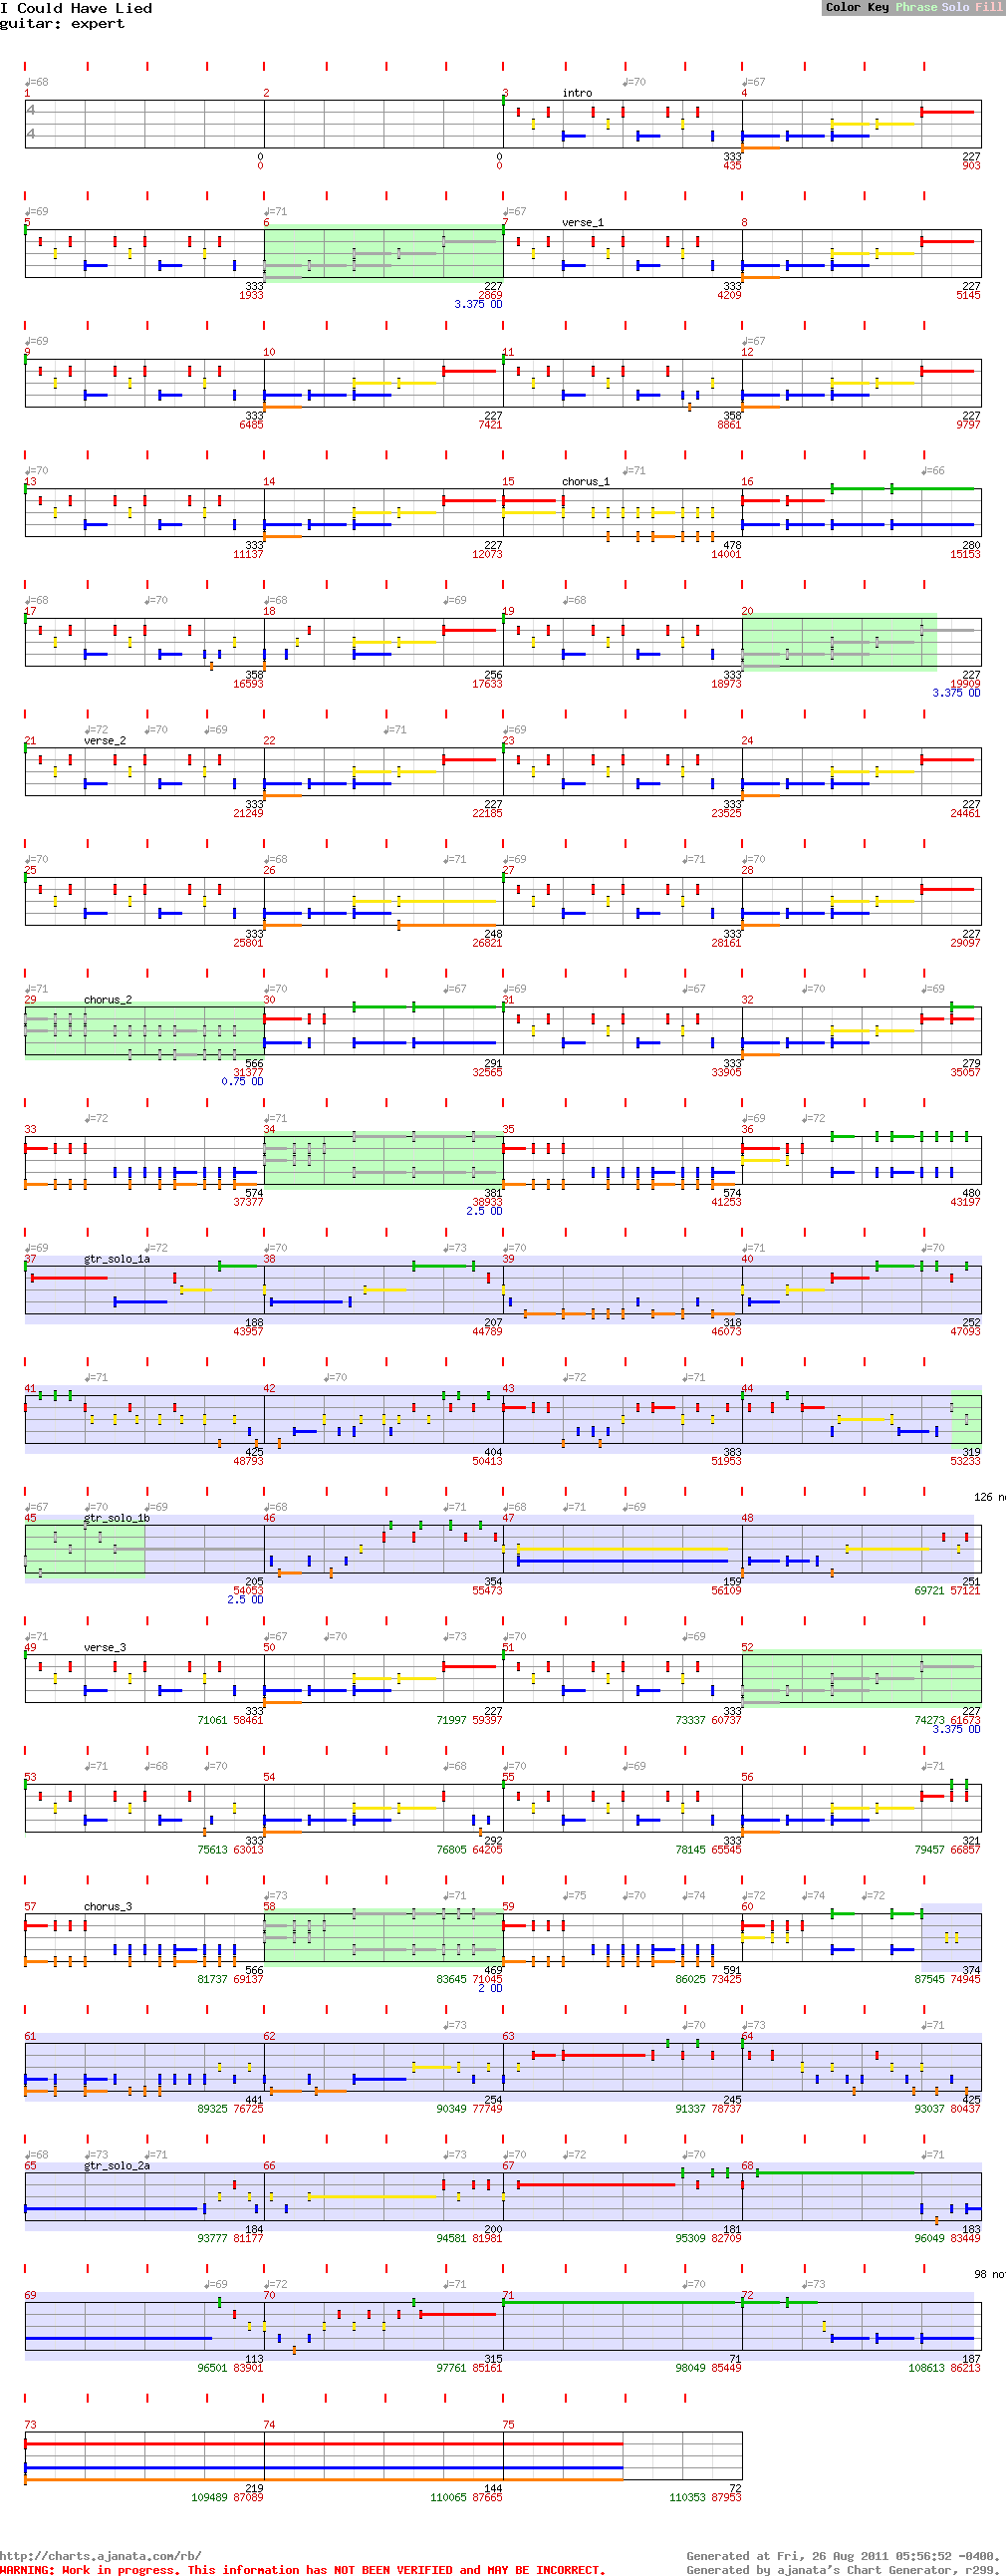 I Could Have Lied
Color Key Phrase Solo Fill
guitar: expert
♩=68 ♩=70 ♩=67
1 2 3 intro 4
4
4
0 0 333 227
0 0 435 903
♩=69 ♩=71 ♩=67
5 6 7 verse_1 8
333 227 333 227
1933 2869 4209 5145
3.375 OD
♩=69 ♩=67
9 10 11 12
333 227 358 227
6485 7421 8861 9797
♩=70 ♩=71 ♩=66
13 14 15 chorus_1 16
333 227 478 280
11137 12073 14001 15153
♩=68 ♩=70 ♩=68 ♩=69 ♩=68
17 18 19 20
358 256 333 227
16593 17633 18973 19909
3.375 OD
♩=72 ♩=70 ♩=69 ♩=71 ♩=69
21 verse_2 22 23 24
333 227 333 227
21249 22185 23525 24461
♩=70 ♩=68 ♩=71 ♩=69 ♩=71 ♩=70
25 26 27 28
333 248 333 227
25801 26821 28161 29097
♩=71 ♩=70 ♩=67 ♩=69 ♩=67 ♩=70 ♩=69
29 chorus_2 30 31 32
566 291 333 279
31377 32565 33905 35057
0.75 OD
♩=72 ♩=71 ♩=69 ♩=72
33 34 35 36
574 381 574 480
37377 38933 41253 43197
2.5 OD
♩=69 ♩=72 ♩=70 ♩=73 ♩=70 ♩=71 ♩=70
37 gtr_solo_1a 38 39 40
188 207 318 252
43957 44789 46073 47093
♩=71 ♩=70 ♩=72 ♩=71
41 42 43 44
425 404 383 319
48793 50413 51953 53233
126 no
♩=67 ♩=70 ♩=69 ♩=68 ♩=71 ♩=68 ♩=71 ♩=69
45 gtr_solo_1b 46 47 48
205 354 159 251
54053 55473 56109 69721 57121
2.5 OD
♩=71 ♩=67 ♩=70 ♩=73 ♩=70 ♩=69
49 verse_3 50 51 52
333 227 333 227
71061 58461 71997 59397 73337 60737 74273 61673
3.375 OD
♩=71 ♩=68 ♩=70 ♩=68 ♩=70 ♩=69 ♩=71
53 54 55 56
333 292 333 321
75613 63013 76805 64205 78145 65545 79457 66857
♩=73 ♩=71 ♩=75 ♩=70 ♩=74 ♩=72 ♩=74 ♩=72
57 chorus_3 58 59 60
566 469 591 374
81737 69137 83645 71045 86025 73425 87545 74945
2 OD
♩=73 ♩=70 ♩=73 ♩=71
61 62 63 64
441 254 245 425
89325 76725 90349 77749 91337 78737 93037 80437
♩=68 ♩=73 ♩=71 ♩=73 ♩=70 ♩=72 ♩=70 ♩=71
65 gtr_solo_2a 66 67 68
184 200 181 183
93777 81177 94581 81981 95309 82709 96049 83449
98 not
♩=69 ♩=72 ♩=71 ♩=70 ♩=73
69 70 71 72
113 315 71 187
96501 83901 97761 85161 98049 85449 108613 86213
73 74 75
219 144 72
109489 87089 110065 87665 110353 87953
http://charts.ajanata.com/rb/
Generated at Fri, 26 Aug 2011 05:56:52 -0400.
WARNING: Work in progress. This information has NOT BEEN VERIFIED and MAY BE INCORRECT.
Generated by ajanata's Chart Generator, r299.